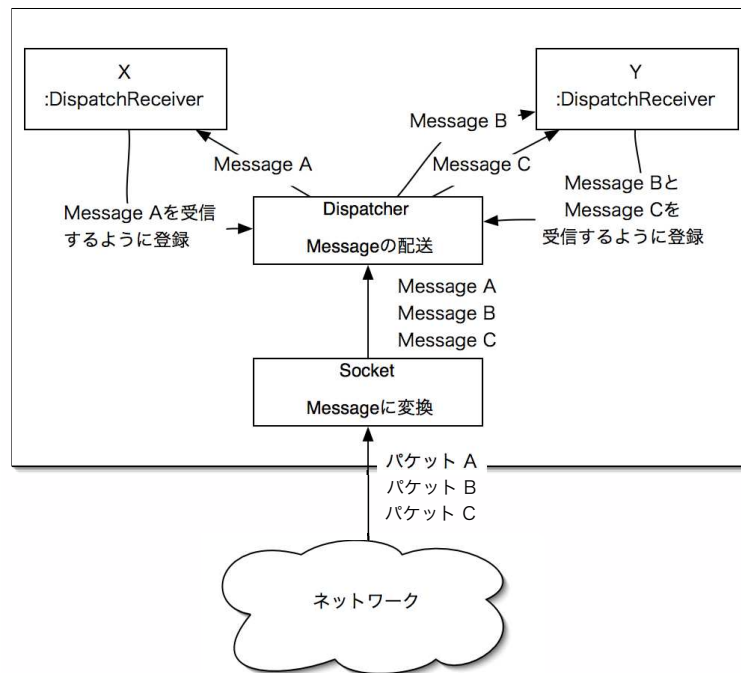 X
:DispatchReceiver
Y
:DispatchReceiver
Message B
Message A
Message C
Message Aを受信
するように登録
Dispatcher
Messageの配送
Message Bと
Message Cを
受信するように登録
Message A
Message B
Message C
Socket
Messageに変換
パケット A
パケット B
パケット C
ネットワーク